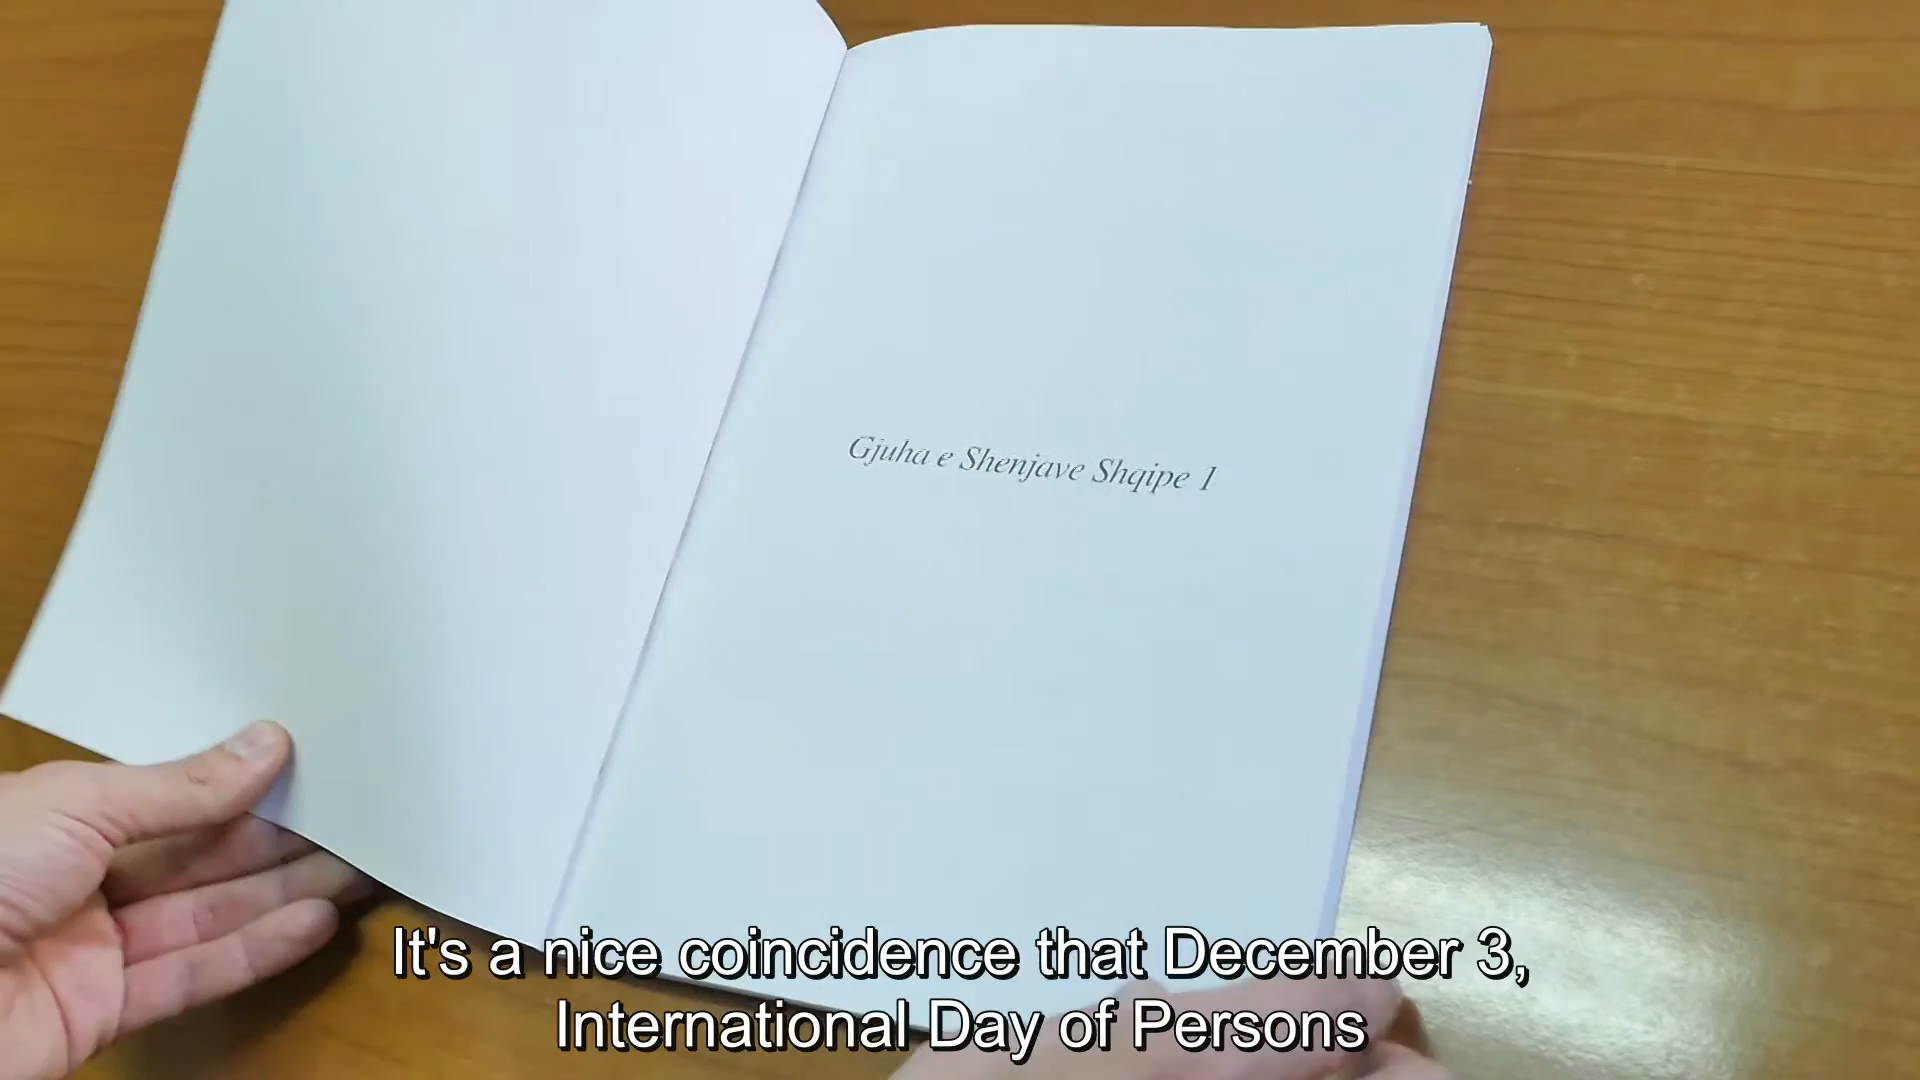 Gjuha e Shenjave Shqipe 1
It's a nice coincidence that December 3,
International Day of Persons